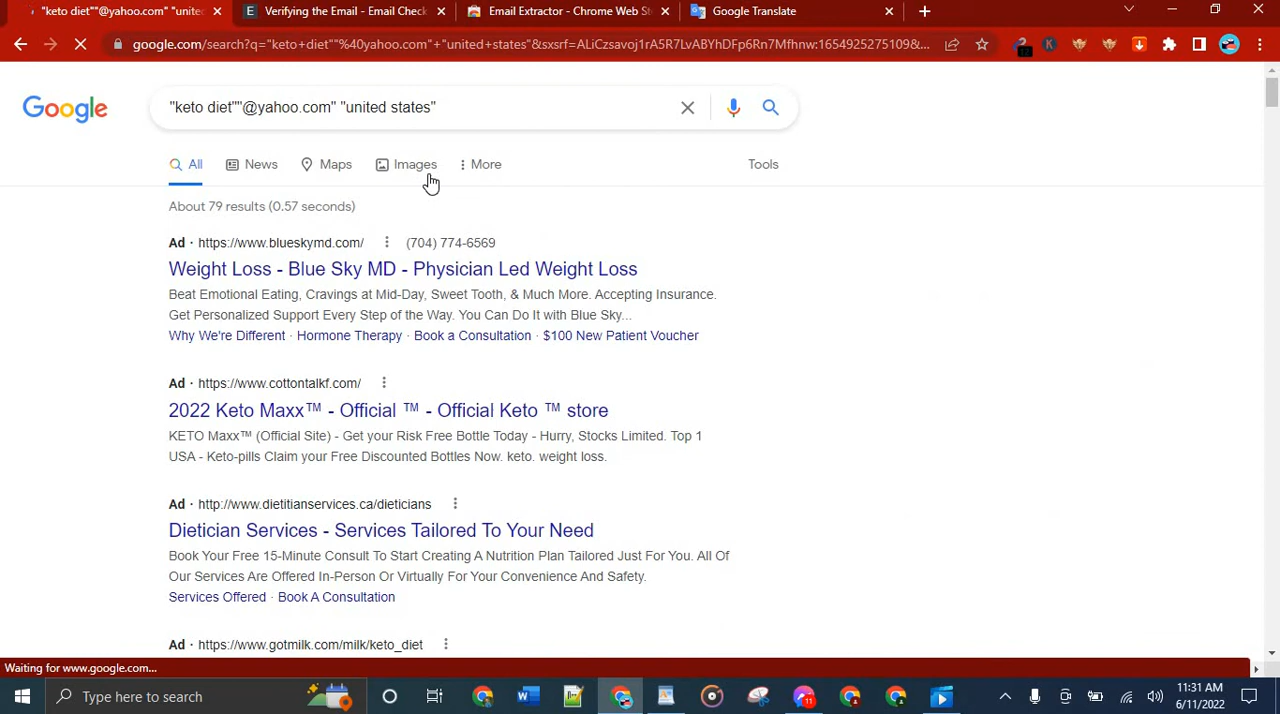 "keto diet""@yahoo.com" "unite
Verifying the Email - Email Check
Email Extractor - Chrome Web St
Google Translate
google.com/search?q="keto+diet""%40yahoo.com"+"united+states"&sxsrf=ALiCzsavoj1rA5R7LvABYhDFp6Rn7Mfhnw:1654925275109&...
12
Google
"keto diet""@yahoo.com" "united states"
All
News
Maps
Images
More
Tools
About 79 results (0.57 seconds)
Ad · https://www.blueskymd.com/ (704) 774-6569
Weight Loss - Blue Sky MD - Physician Led Weight Loss
Beat Emotional Eating, Cravings at Mid-Day, Sweet Tooth, & Much More. Accepting Insurance.
Get Personalized Support Every Step of the Way. You Can Do It with Blue Sky...
Why We're Different · Hormone Therapy · Book a Consultation · $100 New Patient Voucher
Ad · https://www.cottontalkf.com/
2022 Keto Maxx™ - Official ™ - Official Keto ™ store
KETO Maxx™ (Official Site) - Get your Risk Free Bottle Today - Hurry, Stocks Limited. Top 1
USA - Keto-pills Claim your Free Discounted Bottles Now. keto. weight loss.
Ad · http://www.dietitianservices.ca/dieticians
Dietician Services - Services Tailored To Your Need
Book Your Free 15-Minute Consult To Start Creating A Nutrition Plan Tailored Just For You. All Of
Our Services Are Offered In-Person Or Virtually For Your Convenience And Safety.
Services Offered · Book A Consultation
Ad · https://www.gotmilk.com/milk/keto_diet
Waiting for www.google.com...
Type here to search
11
11:31 AM
6/11/2022